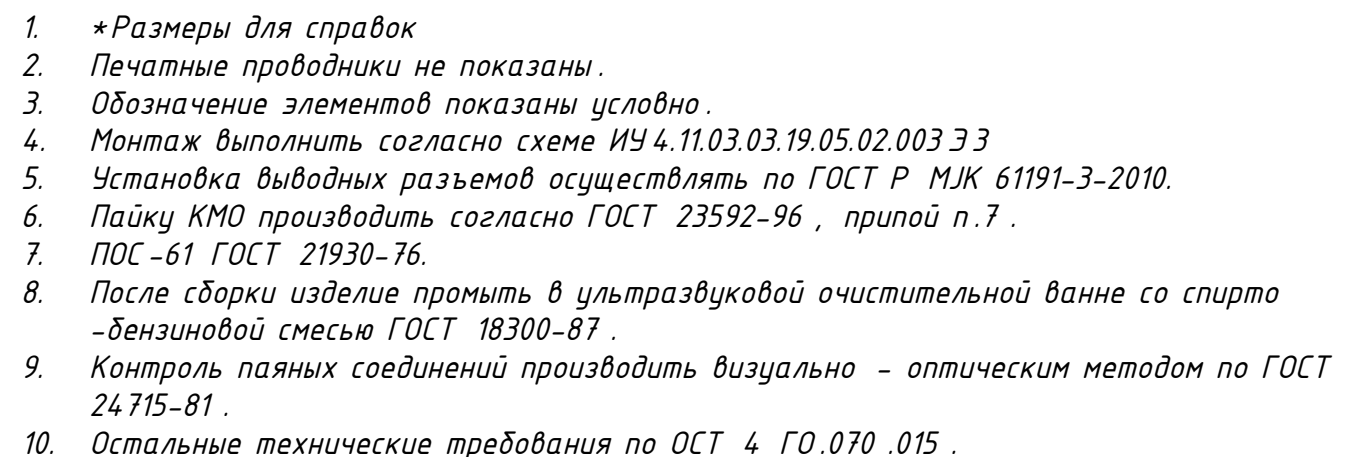 1. *Размеры для справок
2. Печатные проводники не показаны.
3. Обозначение элементов показаны условно.
4. Монтаж выполнить согласно схеме ИУ4.11.03.03.19.05.02.003 Э3
5. Установка выводных разъемов осуществлять по ГОСТ Р МЈК 61191-3-2010.
6. Пайку КМО производить согласно ГОСТ 23592-96 , припой п.7 .
7. ПОС-61 ГОСТ 21930-76.
8. После сборки изделие промыть в ультразвуковой очистительной ванне со спирто
-бензиновой смесью ГОСТ 18300-87 .
9. Контроль паяных соединений производить визуально - оптическим методом по ГОСТ
24715-81 .
10. Остальные технические требования по ОСТ 4 ГО.070 .015 .